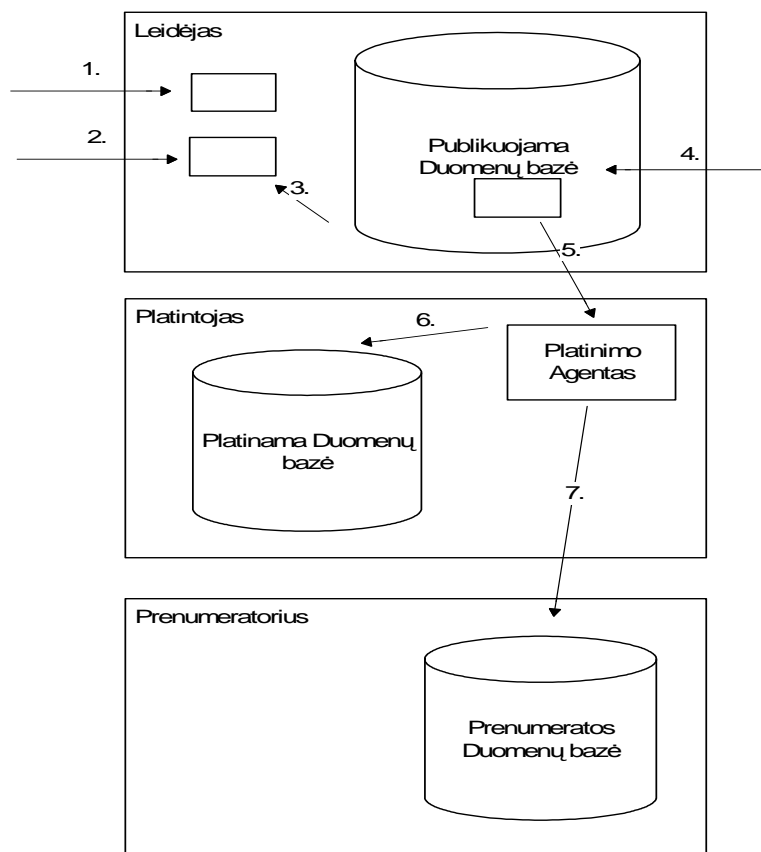 Leidėjas
1.
2.
3.
Publikuojama
Duomenų bazė
4.
5.
Platintojas
6.
Platinimo
Agentas
Platinama Duomenų
bazė
7.
Prenumeratorius
Prenumeratos
Duomenų bazė